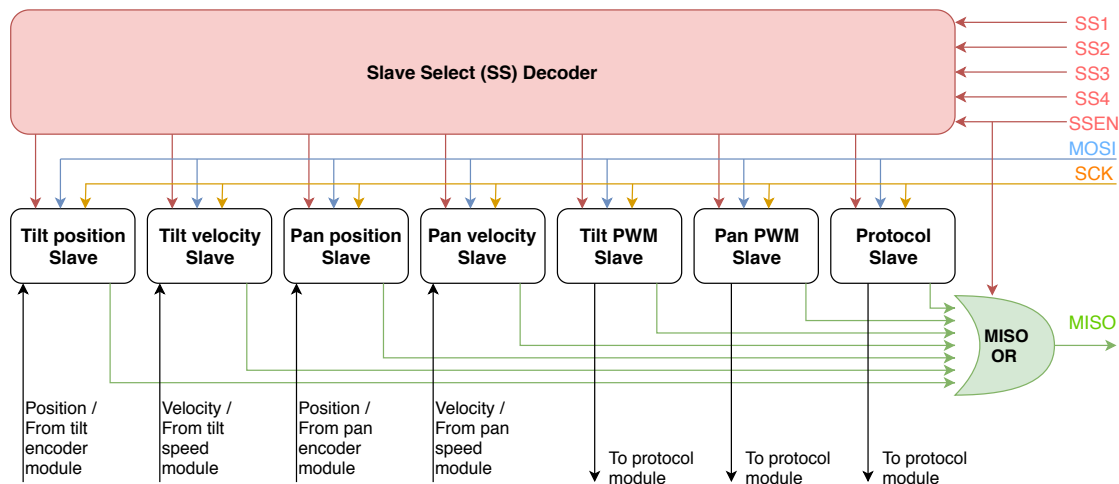 SS1
SS2
Slave Select (SS) Decoder
SS3
SS4
SSEN
MOSI
SCK
Tilt position
Slave
Tilt velocity
Slave
Pan position
Slave
Pan velocity
Slave
Tilt PWM
Slave
Pan PWM
Slave
Protocol
Slave
MISO
OR
MISO
Position /
From tilt
encoder
module
Velocity /
From tilt
speed
module
Position /
From pan
encoder
module
Velocity /
From pan
speed
module
To protocol
module
To protocol
module
To protocol
module